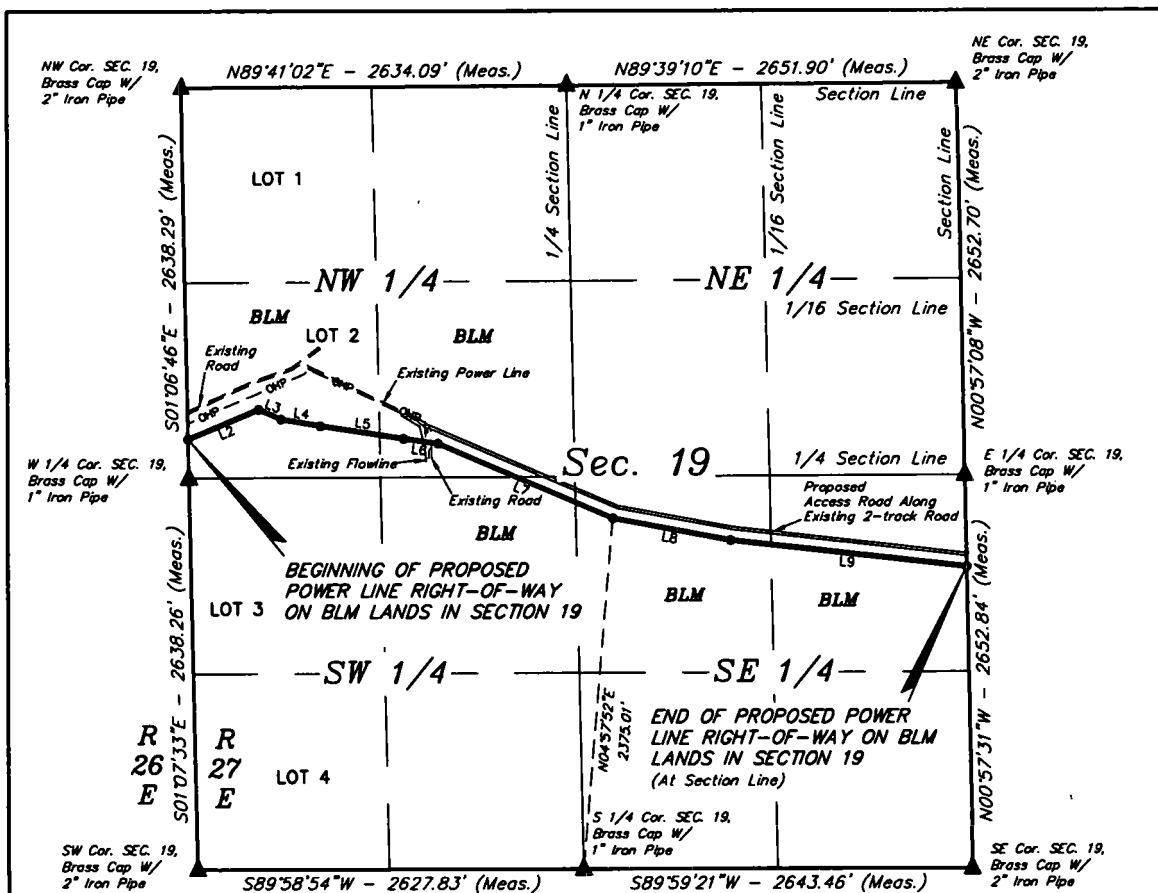 NW Cor. SEC. 19,
Brass Cap W/
2" Iron Pipe
N89°41'02"E - 2634.09' (Meas.)
N89°39'10"E - 2651.90' (Meas.)
NE Cor. SEC. 19,
Brass Cap W/
2" Iron Pipe
N 1/4 Cor. SEC. 19,
Brass Cap W/
1" Iron Pipe
Section Line
S01°06'46"E - 2638.29' (Meas.)
LOT 1
1/4 Section Line
1/16 Section Line
Section Line
N00°57'08"W - 2652.70' (Meas.)
NW 1/4
NE 1/4
1/16 Section Line
BLM
LOT 2
BLM
Existing
Road
OHP
OHP
OHP
OHP
Existing Power Line
L2
L3
L4
L5
L6
L7
Existing Flowline
Existing Road
Sec. 19
1/4 Section Line
W 1/4 Cor. SEC. 19,
Brass Cap W/
1" Iron Pipe
E 1/4 Cor. SEC. 19,
Brass Cap W/
1" Iron Pipe
Proposed
Access Road Along
Existing 2-track Road
BLM
L8
L9
BEGINNING OF PROPOSED
POWER LINE RIGHT-OF-WAY
ON BLM LANDS IN SECTION 19
BLM
BLM
LOT 3
S01°07'33"E - 2638.26' (Meas.)
SW 1/4
SE 1/4
N04°57'52"E
2375.01'
END OF PROPOSED POWER
LINE RIGHT-OF-WAY ON BLM
LANDS IN SECTION 19
(At Section Line)
N00°57'31"W - 2652.84' (Meas.)
R
26
E
R
27
E
LOT 4
S 1/4 Cor. SEC. 19,
Brass Cap W/
1" Iron Pipe
SW Cor. SEC. 19,
Brass Cap W/
2" Iron Pipe
SE Cor. SEC. 19,
Brass Cap W/
2" Iron Pipe
S89°58'54"W - 2627.83' (Meas.)
S89°59'21"W - 2643.46' (Meas.)